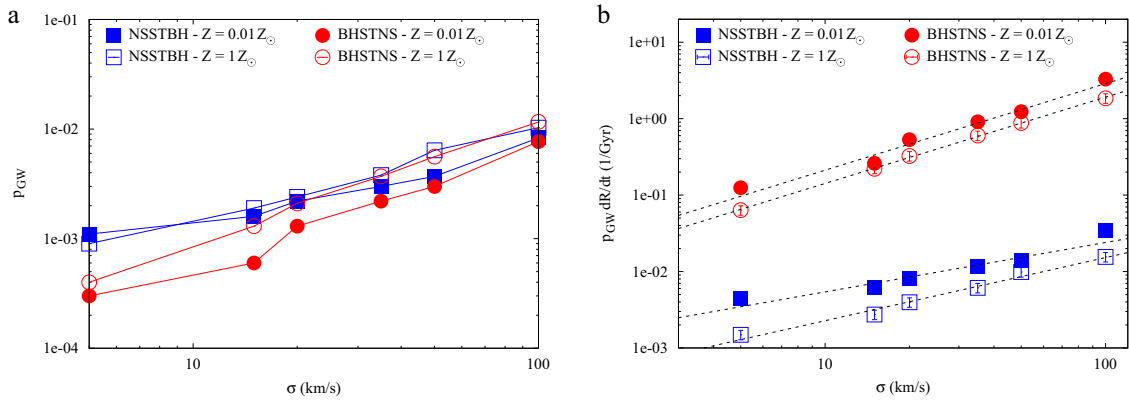 a
NSSTBH - Z = 0.01Z☉ BHSTNS - Z = 0.01Z☉
NSSTBH - Z = 1Z☉ BHSTNS - Z = 1Z☉
1e-01
1e-02
1e-03
1e-04
pGW
10 100
σ (km/s)
b
NSSTBH - Z = 0.01Z☉ BHSTNS - Z = 0.01Z☉
NSSTBH - Z = 1Z☉ BHSTNS - Z = 1Z☉
1e+01
1e+00
1e-01
1e-02
1e-03
pGW dR/dt (1/Gyr)
10 100
σ (km/s)